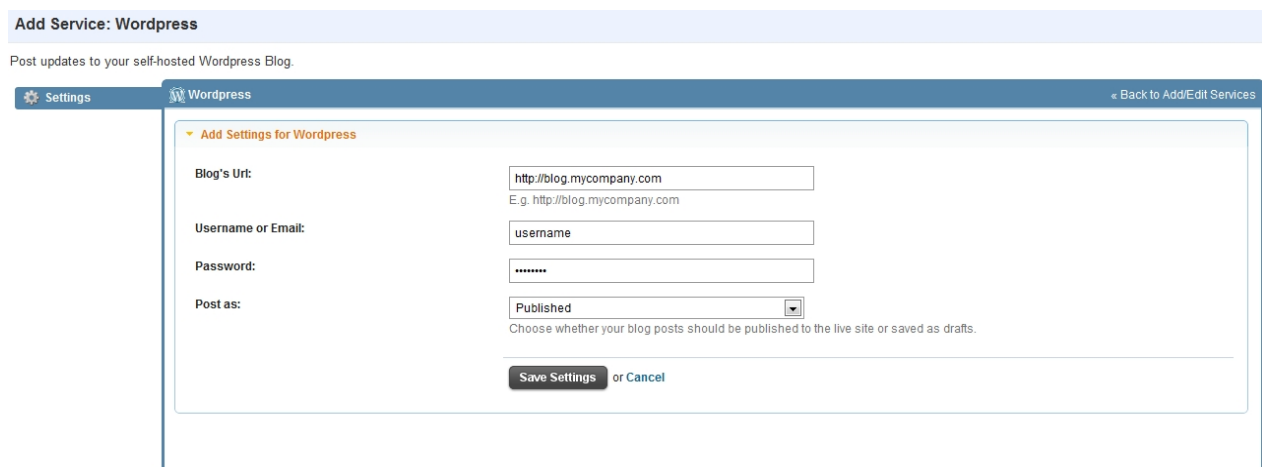 Add Service: Wordpress
Post updates to your self-hosted Wordpress Blog.
Settings
Wordpress
« Back to Add/Edit Services
Add Settings for Wordpress
Blog's Url:
http://blog.mycompany.com
E.g. http://blog.mycompany.com
Username or Email:
username
Password:
••••••••
Post as:
Published
Choose whether your blog posts should be published to the live site or saved as drafts.
Save Settings or Cancel